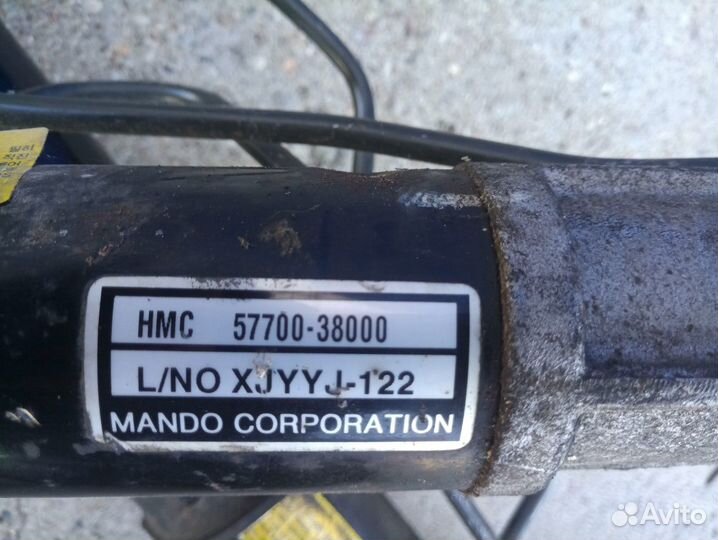 HMC 57700-38000
L/NO XJYYJ-122
MANDO CORPORATION
Avito